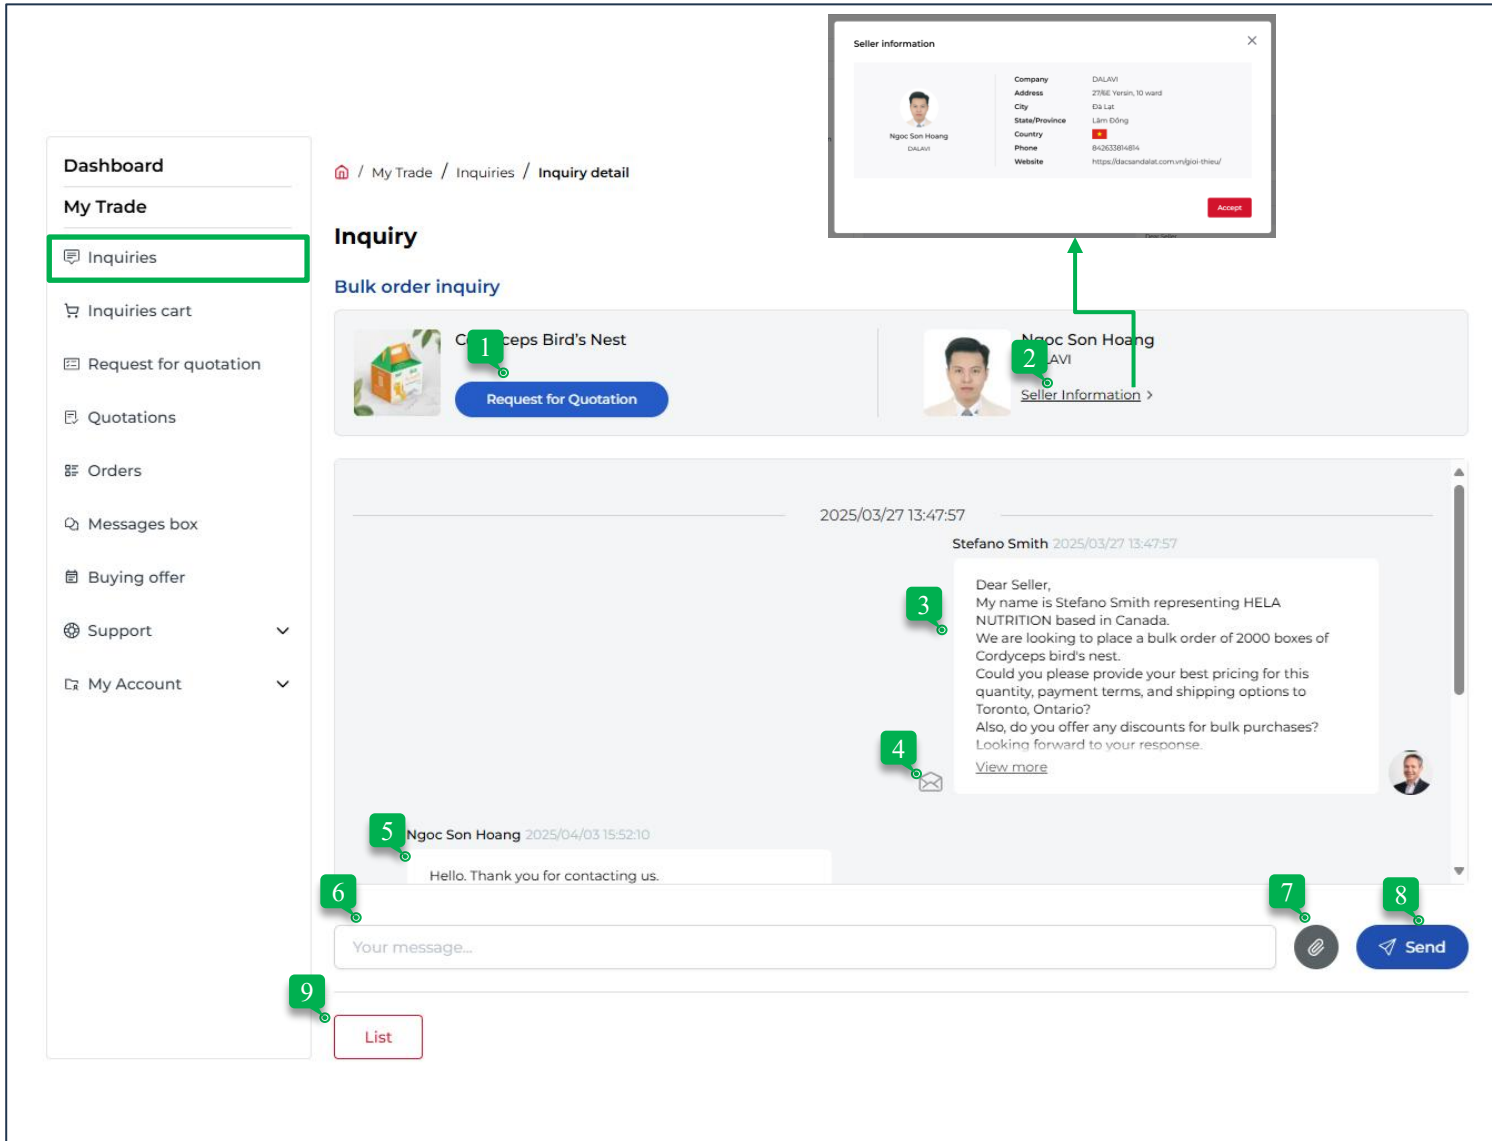 Seller information
Ngoc Son Hoang
DALAVI
Company DALAVI
Address 27/6E Yersin, 10 ward
City Đà Lạt
State/Province Lâm Đồng
Country
Phone 842633814814
Website https://dacsandalat.com.vn/gioi-thieu/
Accept
Dear Seller
Dashboard
My Trade
Inquiries
Inquiries cart
Request for quotation
Quotations
Orders
Messages box
Buying offer
Support
My Account
/ My Trade / Inquiries / Inquiry detail
Inquiry
Bulk order inquiry
1
Bird's Nest
Request for Quotation
2
Ngoc Son Hoang
Seller Information >
2025/03/27 13:47:57
Stefano Smith 2025/03/27 13:47:57
3
Dear Seller,
My name is Stefano Smith representing HELA
NUTRITION based in Canada.
We are looking to place a bulk order of 2000 boxes of
Cordyceps bird's nest.
Could you please provide your best pricing for this
quantity, payment terms, and shipping options to
Toronto, Ontario?
Also, do you offer any discounts for bulk purchases?
Looking forward to your response.
View more
4
5
Ngoc Son Hoang 2025/04/03 15:52:10
Hello. Thank you for contacting us.
6
Your message...
7
8
Send
9
List